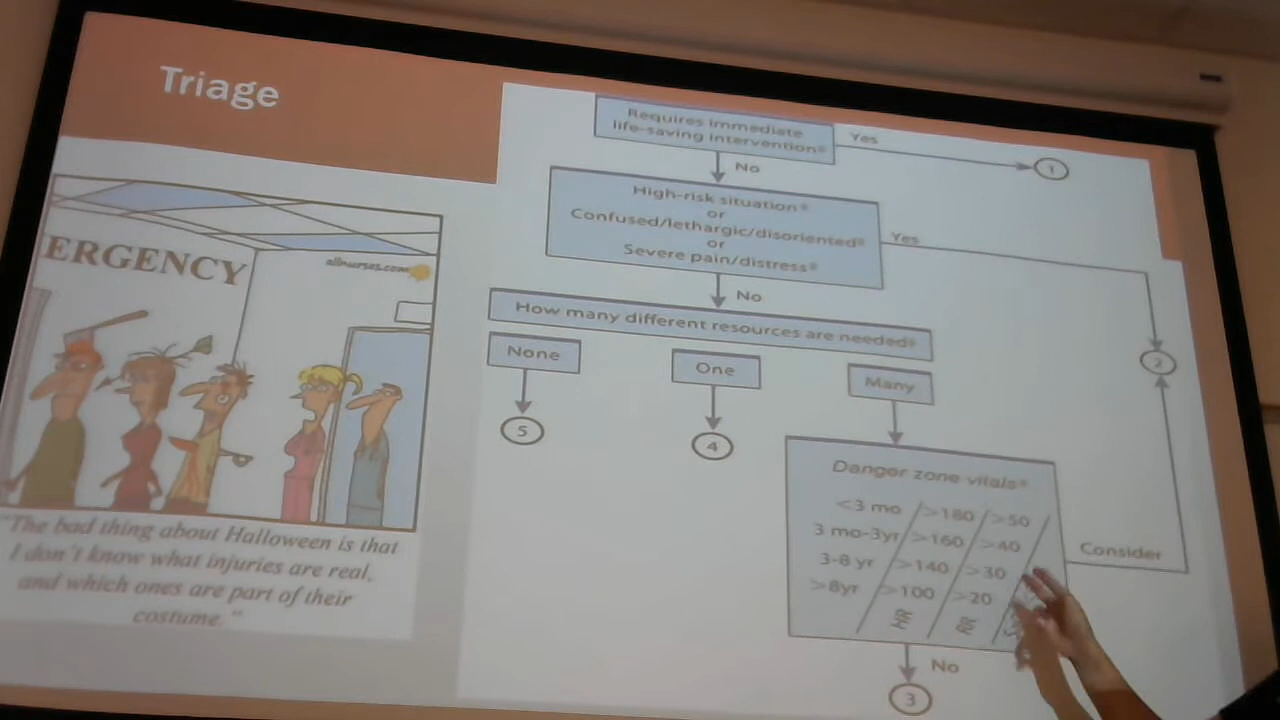 Triage
ERGENCY
allnurses.com
"The bad thing about Halloween is that
I don't know what injuries are real,
and which ones are part of their
costume."
Requires immediate
life-saving intervention?
Yes
1
No
High-risk situation?
or
Confused/lethargic/disoriented?
or
Severe pain/distress?
Yes
2
No
How many different resources are needed?
None
One
Many
5
4
Danger zone vitals?
<3 mo >180 >50
3 mo-3yr >160 >40
3-8 yr >140 >30
>8yr >100 >20
HR RR
Consider
No
3